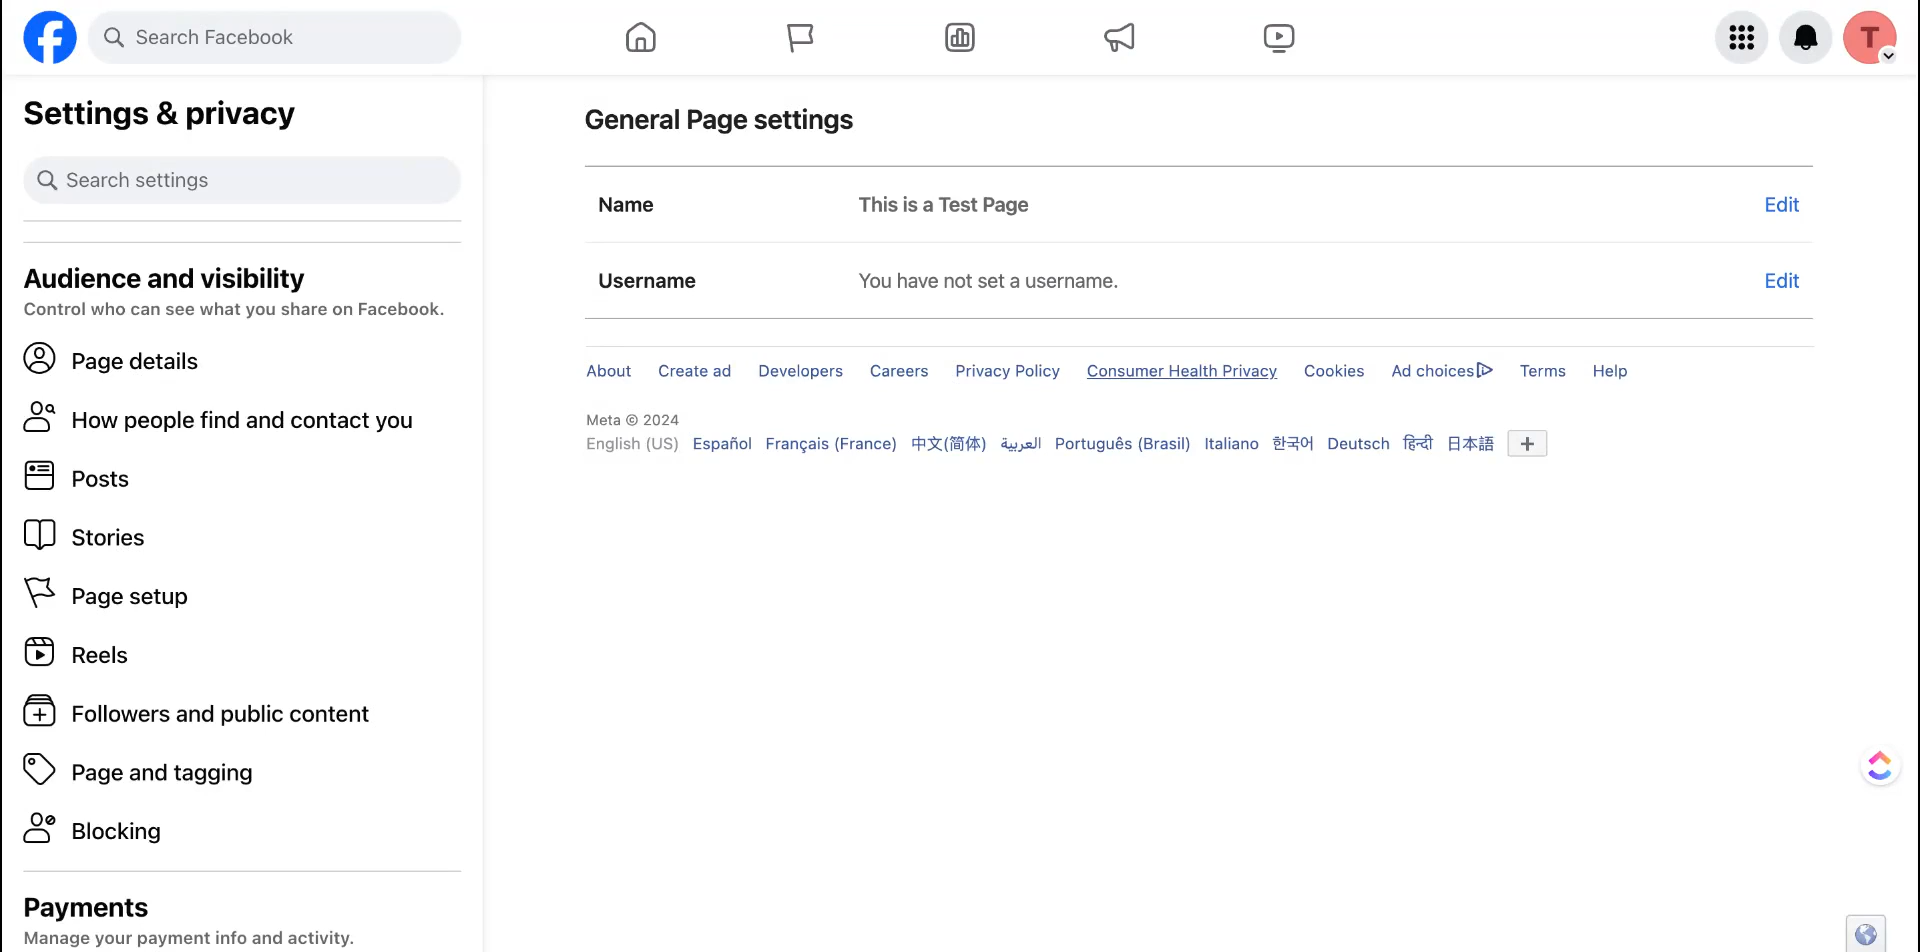 Search Facebook
T
Settings & privacy
Search settings
Audience and visibility
Control who can see what you share on Facebook.
Page details
How people find and contact you
Posts
Stories
Page setup
Reels
Followers and public content
Page and tagging
Blocking
Payments
Manage your payment info and activity.
General Page settings
Name This is a Test Page Edit
Username You have not set a username. Edit
About Create ad Developers Careers Privacy Policy Consumer Health Privacy Cookies Ad choices Terms Help
Meta © 2024
English (US) Español Français (France) 中文(简体) العربية Português (Brasil) Italiano 한국어 Deutsch हिन्दी 日本語 +